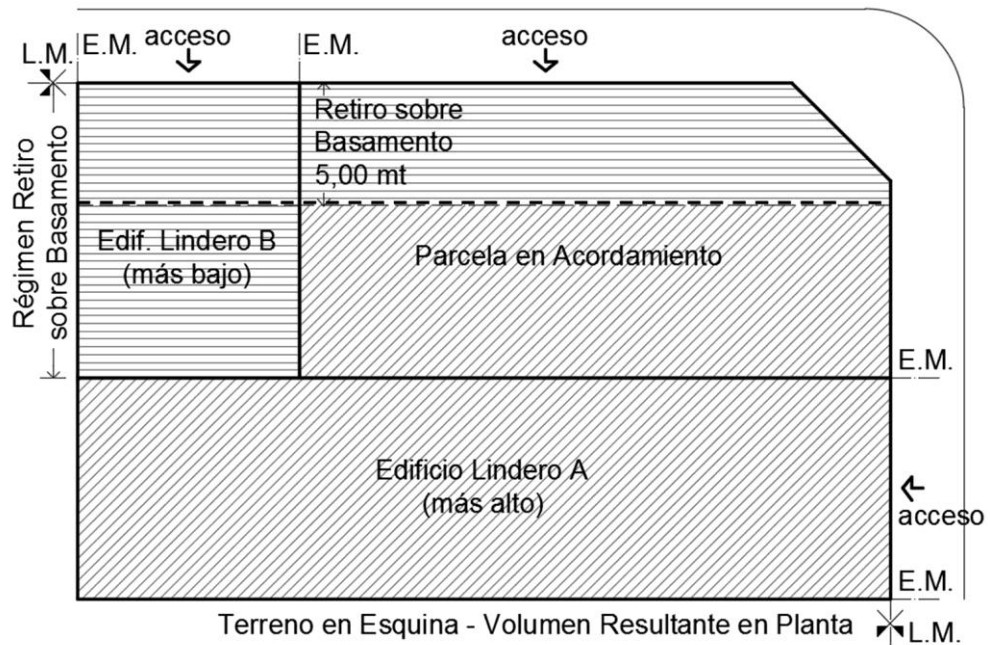 acceso
acceso
E.M.
E.M.
L.M.
Retiro sobre
Basamento
5,00 mt
Régimen Retiro
sobre Basamento
Edif. Lindero B
(más bajo)
Parcela en Acordamiento
E.M.
Edificio Lindero A
(más alto)
acceso
E.M.
Terreno en Esquina - Volumen Resultante en Planta
L.M.